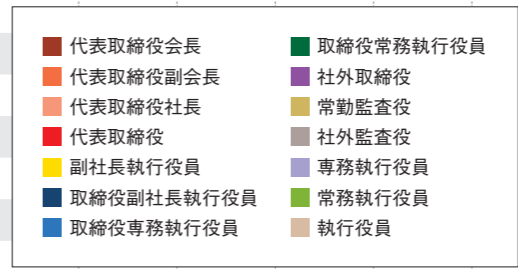 代表取締役会長
代表取締役副会長
代表取締役社長
代表取締役
副社長執行役員
取締役副社長執行役員
取締役専務執行役員
取締役常務執行役員
社外取締役
常勤監査役
社外監査役
専務執行役員
常務執行役員
執行役員